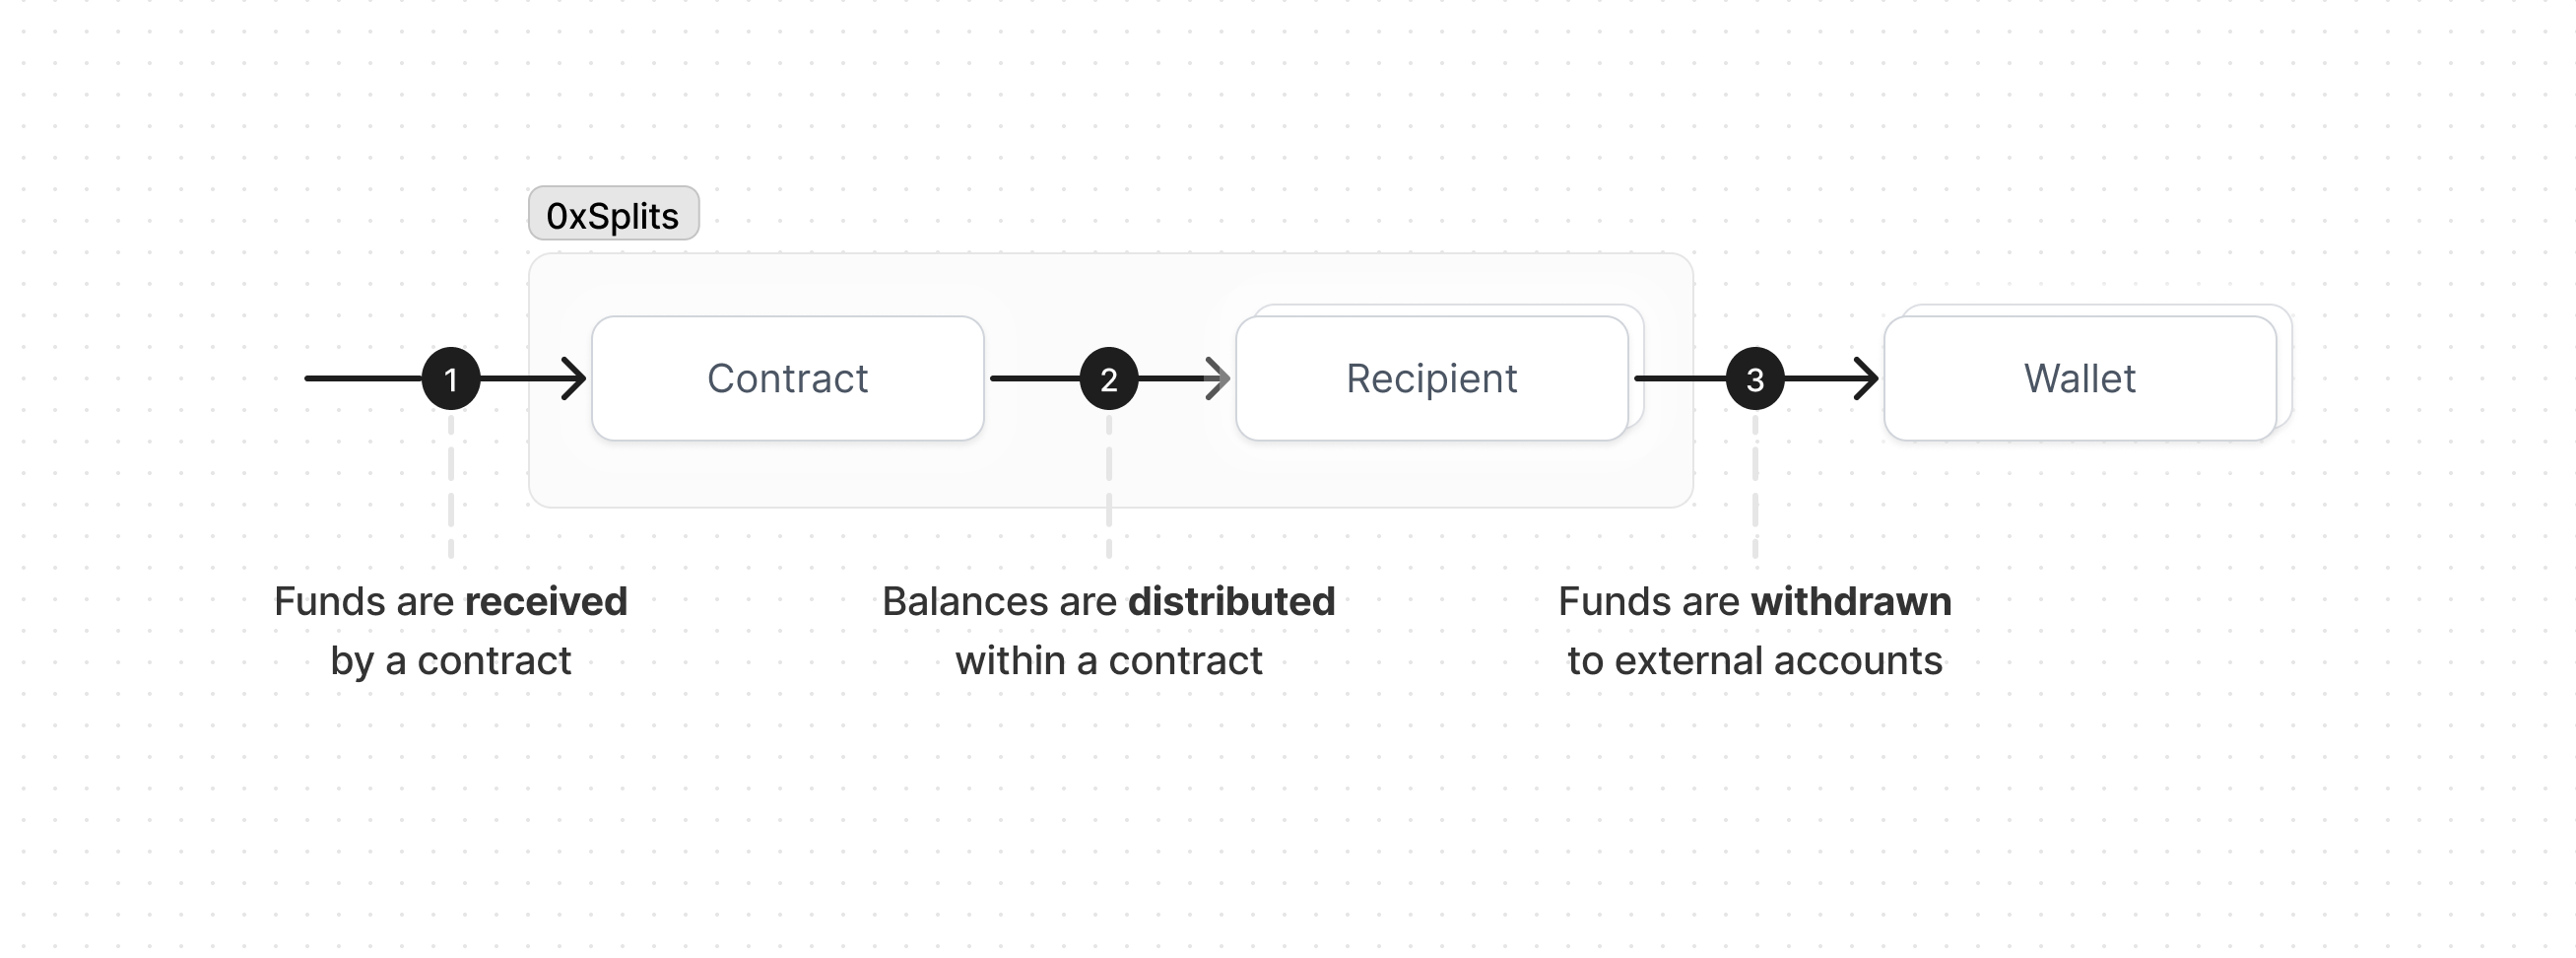 0xSplits
1
Contract
2
Recipient
3
Wallet
Funds are received
by a contract
Balances are distributed
within a contract
Funds are withdrawn
to external accounts